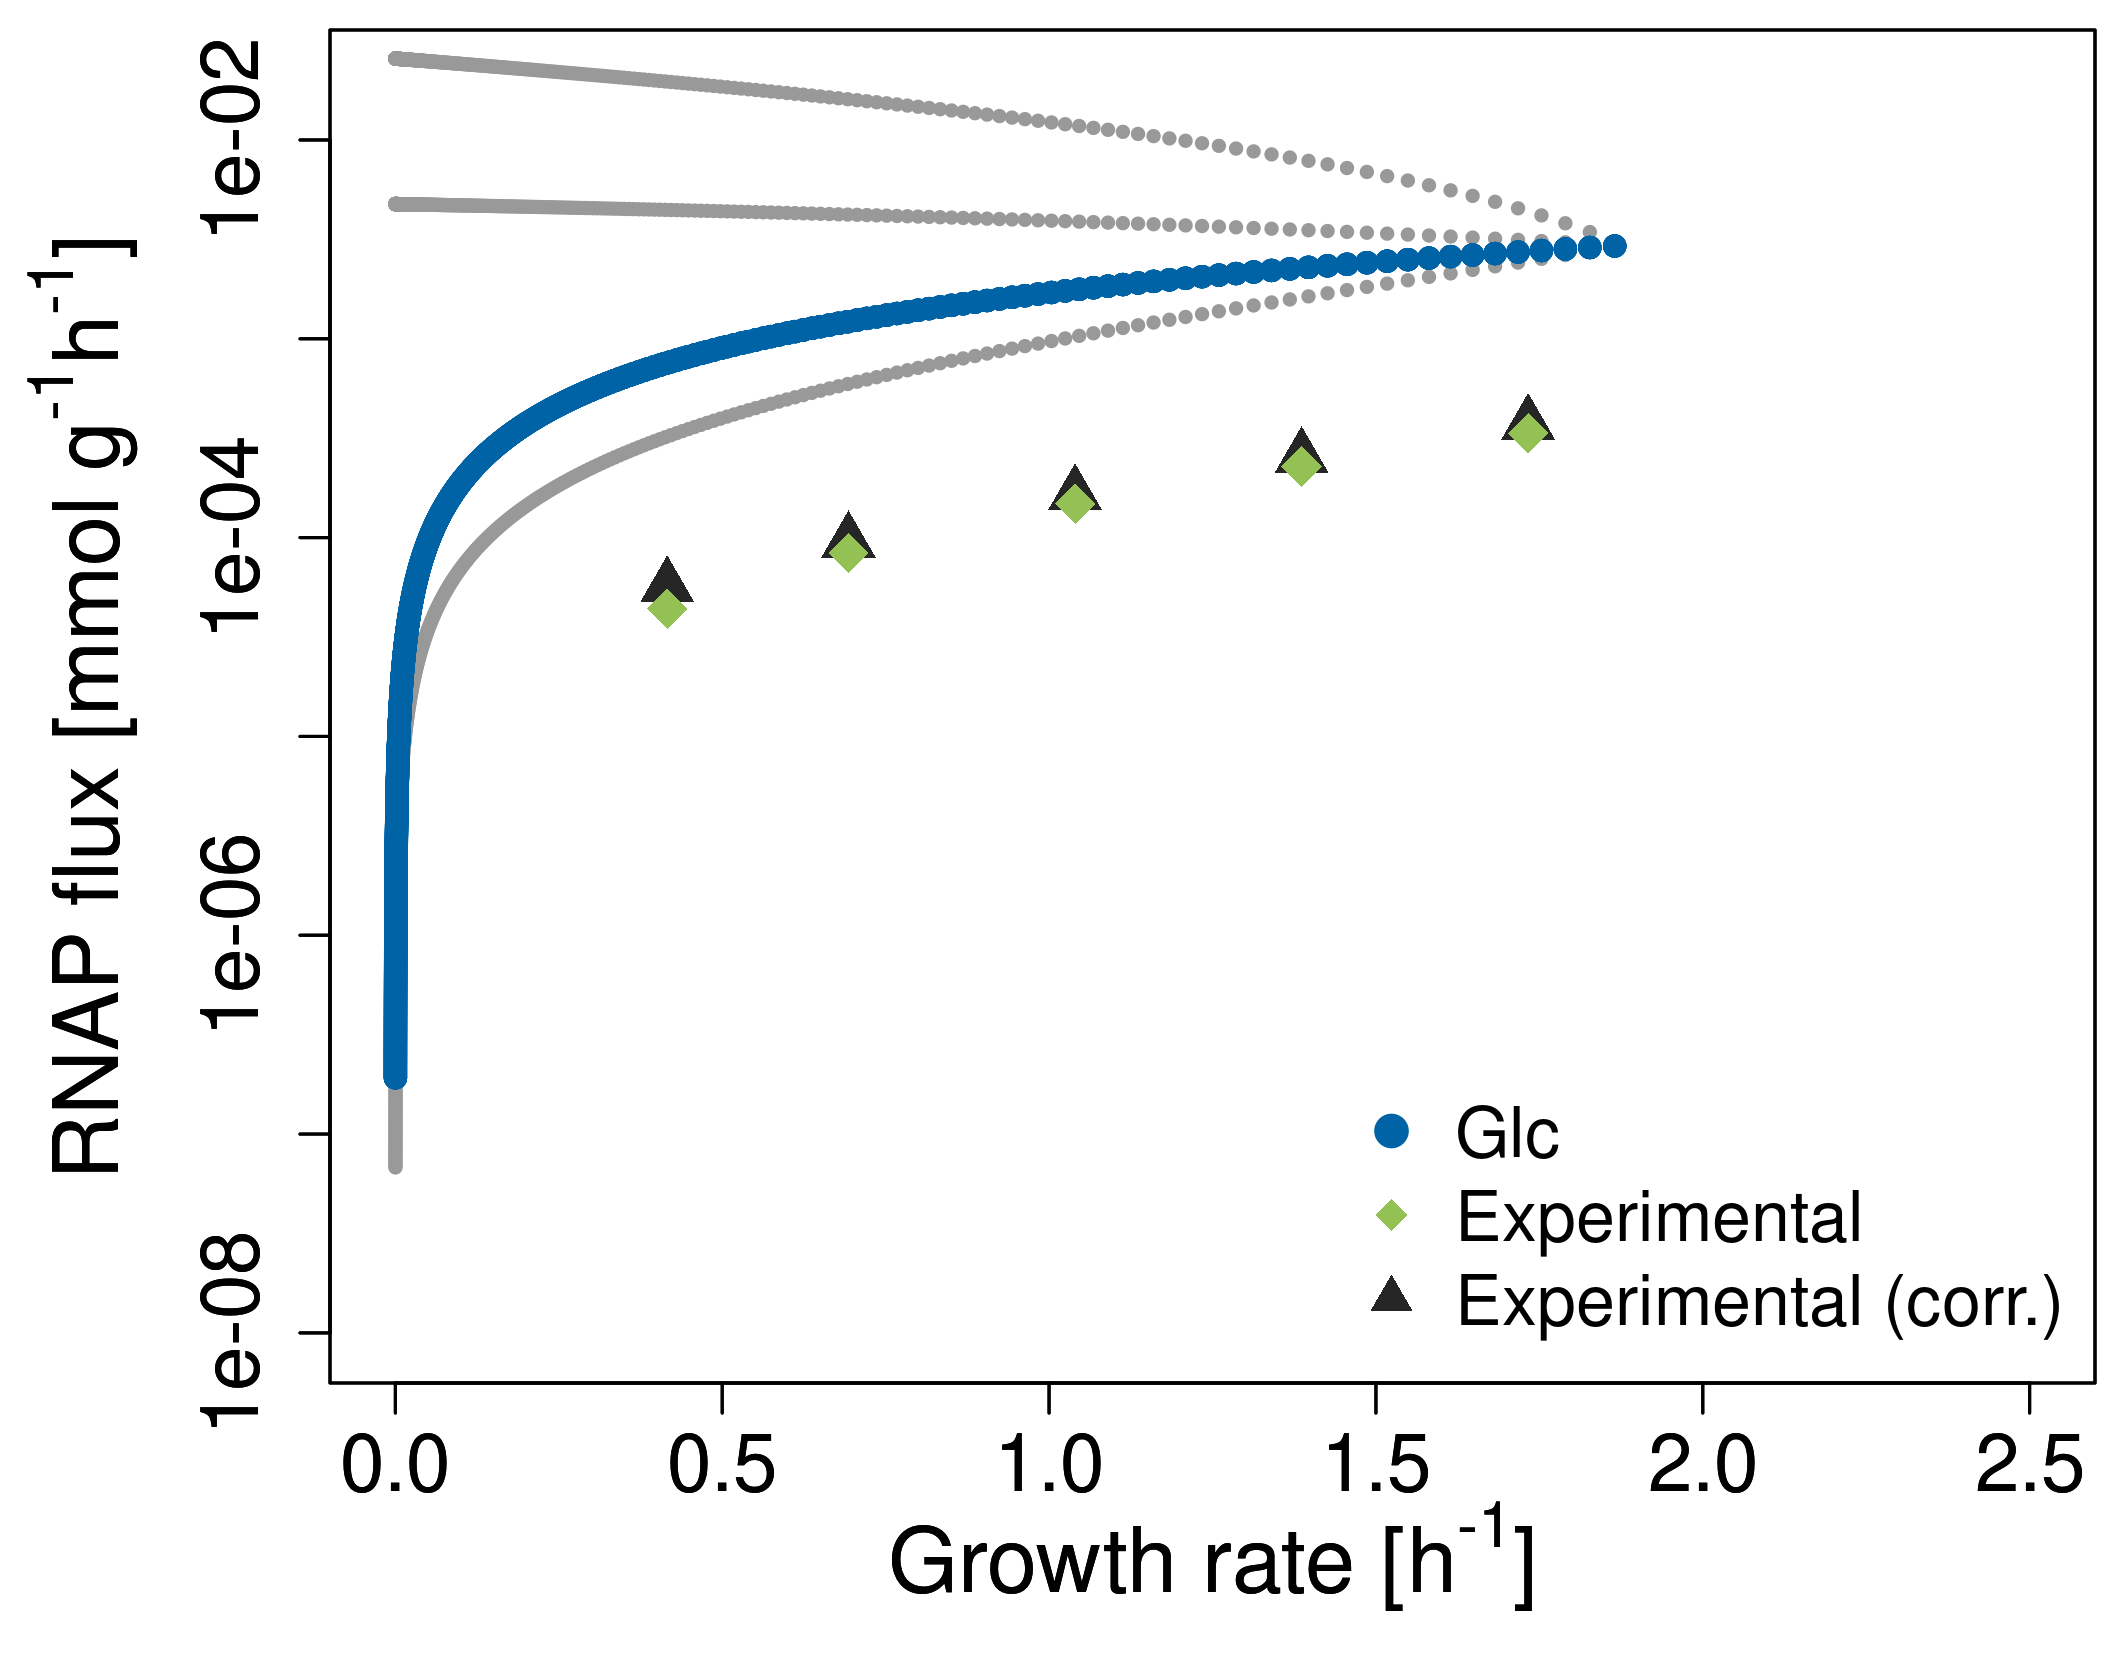 RNAP flux [mmol g⁻¹h⁻¹]
1e-02
1e-04
1e-06
1e-08
Glc
Experimental
Experimental (corr.)
0.0 0.5 1.0 1.5 2.0 2.5
Growth rate [h⁻¹]